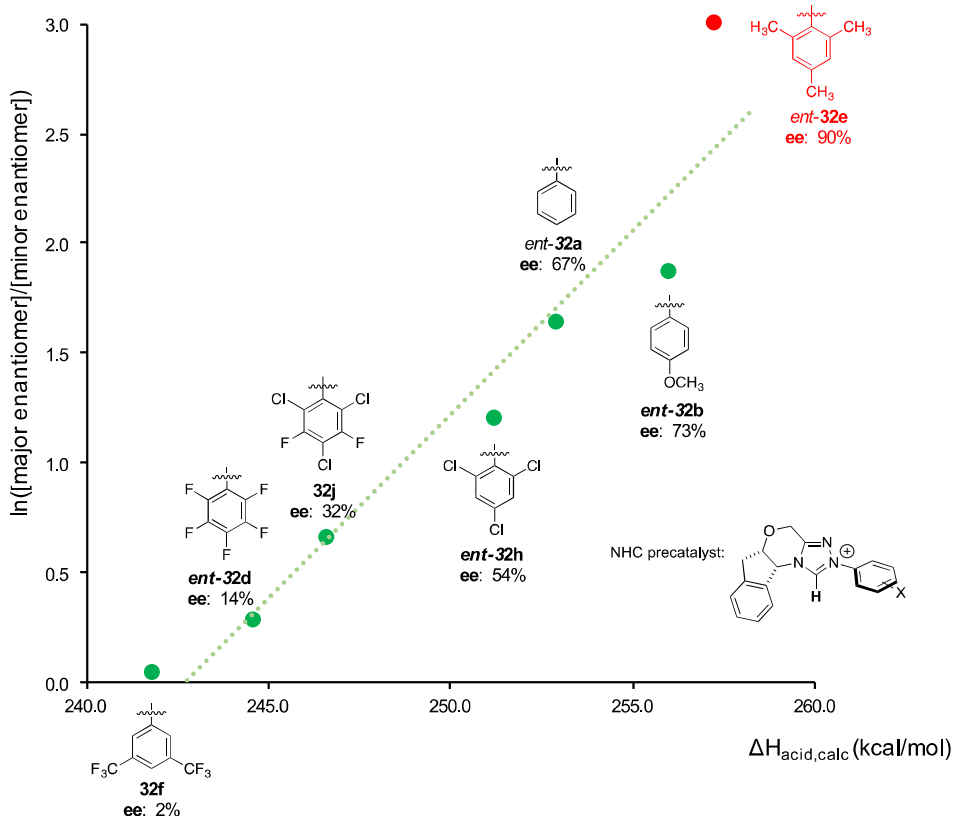 ln([major enantiomer]/[minor enantiomer])
3.0
2.5
2.0
1.5
1.0
0.5
0.0
240.0
245.0
250.0
255.0
260.0
ΔHacid,calc (kcal/mol)
H3C
CH3
CH3
ent-32e
ee: 90%
ent-32a
ee: 67%
OCH3
ent-32b
ee: 73%
Cl
Cl
F
F
Cl
32j
ee: 32%
Cl
Cl
Cl
ent-32h
ee: 54%
F
F
F
F
F
ent-32d
ee: 14%
NHC precatalyst:
O
N
N
N
+
H
X
F3C
CF3
32f
ee: 2%